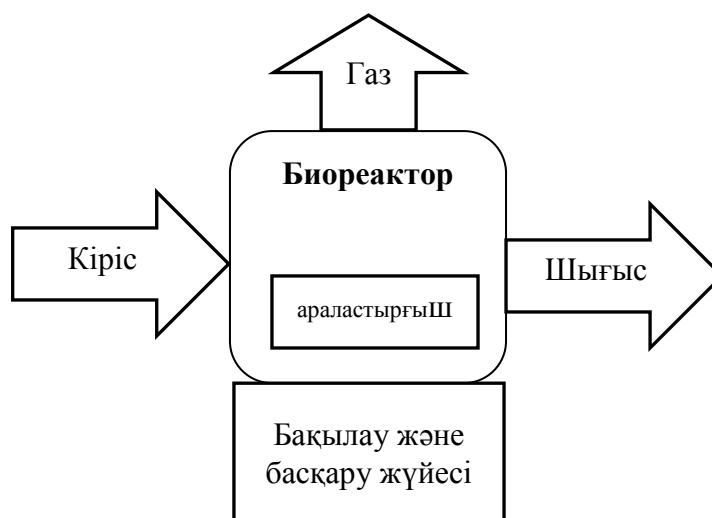 Газ
Биореактор
Кіріс
Шығыс
араластырғыШ
Бақылау және
басқару жүйесі